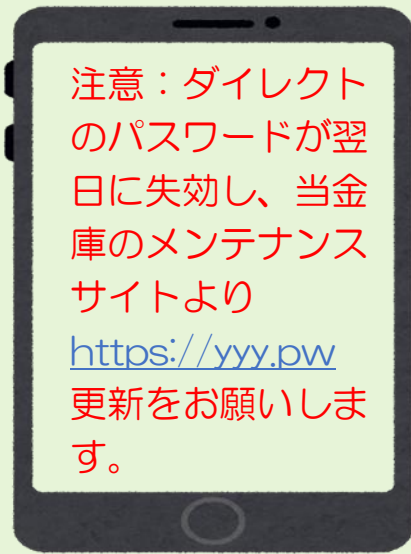 注意：ダイレクト
のパスワードが翌
日に失効し、当金
庫のメンテナンス
サイトより
https://yyy.pw
更新をお願いしま
す。